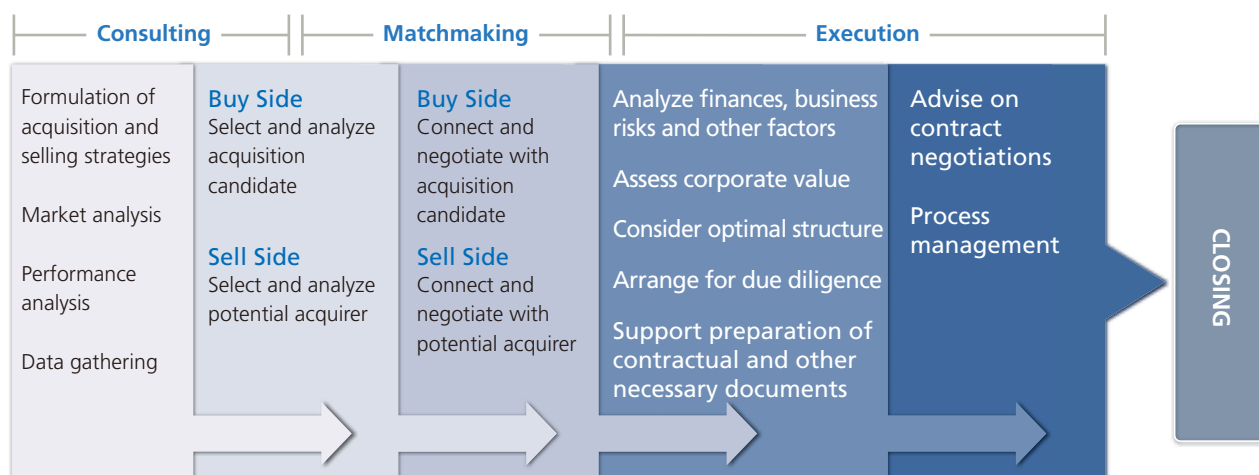 Consulting
Matchmaking
Execution
Formulation of
acquisition and
selling strategies
Market analysis
Performance
analysis
Data gathering
Buy Side
Select and analyze
acquisition
candidate
Sell Side
Select and analyze
potential acquirer
Buy Side
Connect and
negotiate with
acquisition
candidate
Sell Side
Connect and
negotiate with
potential acquirer
Analyze finances, business
risks and other factors
Assess corporate value
Consider optimal structure
Arrange for due diligence
Support preparation of
contractual and other
necessary documents
Advise on
contract
negotiations
Process
management
CLOSING